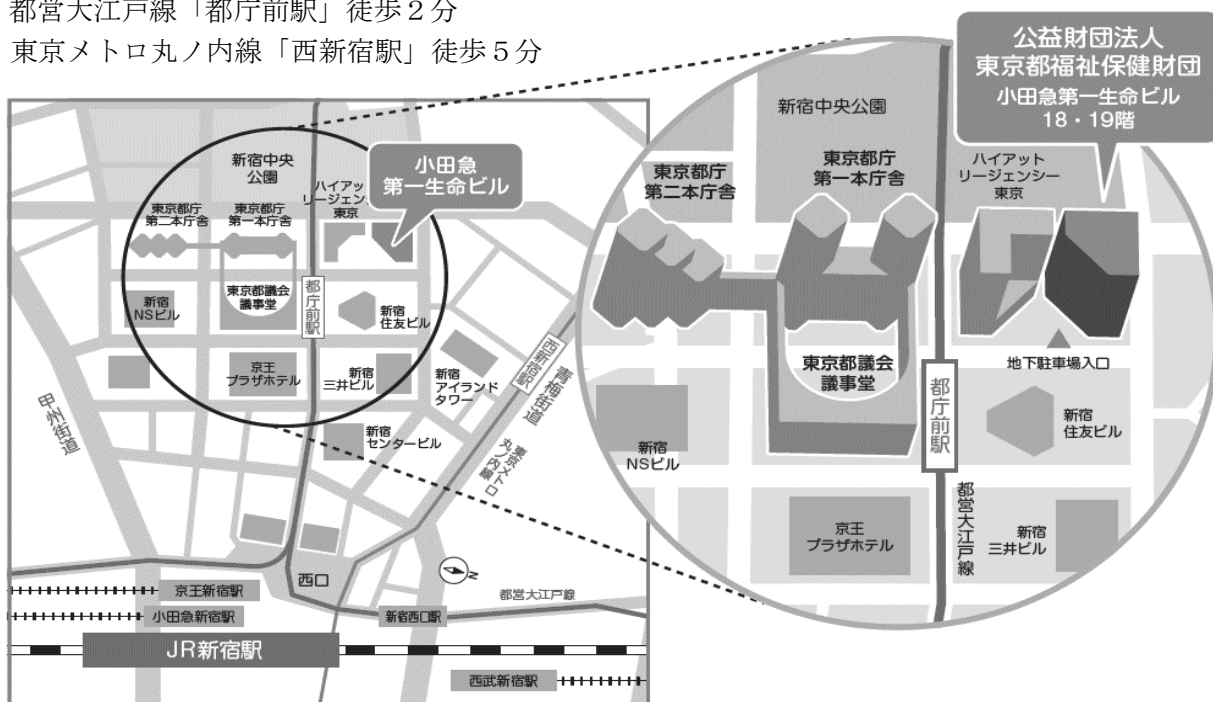 都営大江戸線「都庁前駅」徒歩２分
東京メトロ丸ノ内線「西新宿駅」徒歩５分
新宿中央
公園
小田急
第一生命ビル
東京都庁
第二本庁舎
東京都庁
第一本庁舎
ハイアッ
リージェン
東京
新宿
NSビル
東京都議会
議事堂
都庁前駅
新宿
住友ビル
京王
プラザホテル
新宿
三井ビル
新宿
アイランド
タワー
西新宿駅
青梅街道
甲州街道
新宿
センタービル
東京メトロ
丸ノ内線
西口
N
京王新宿駅
小田急新宿駅
新宿西口駅
都営大江戸線
JR新宿駅
西武新宿駅
公益財団法人
東京都福祉保健財団
小田急第一生命ビル
18・19階
新宿中央公園
東京都庁
第二本庁舎
東京都庁
第一本庁舎
ハイアット
リージェンシー
東京
地下駐車場入口
東京都議会
議事堂
都庁前駅
新宿
住友ビル
新宿
NSビル
京王
プラザホテル
都営大江戸線
新宿
三井ビル